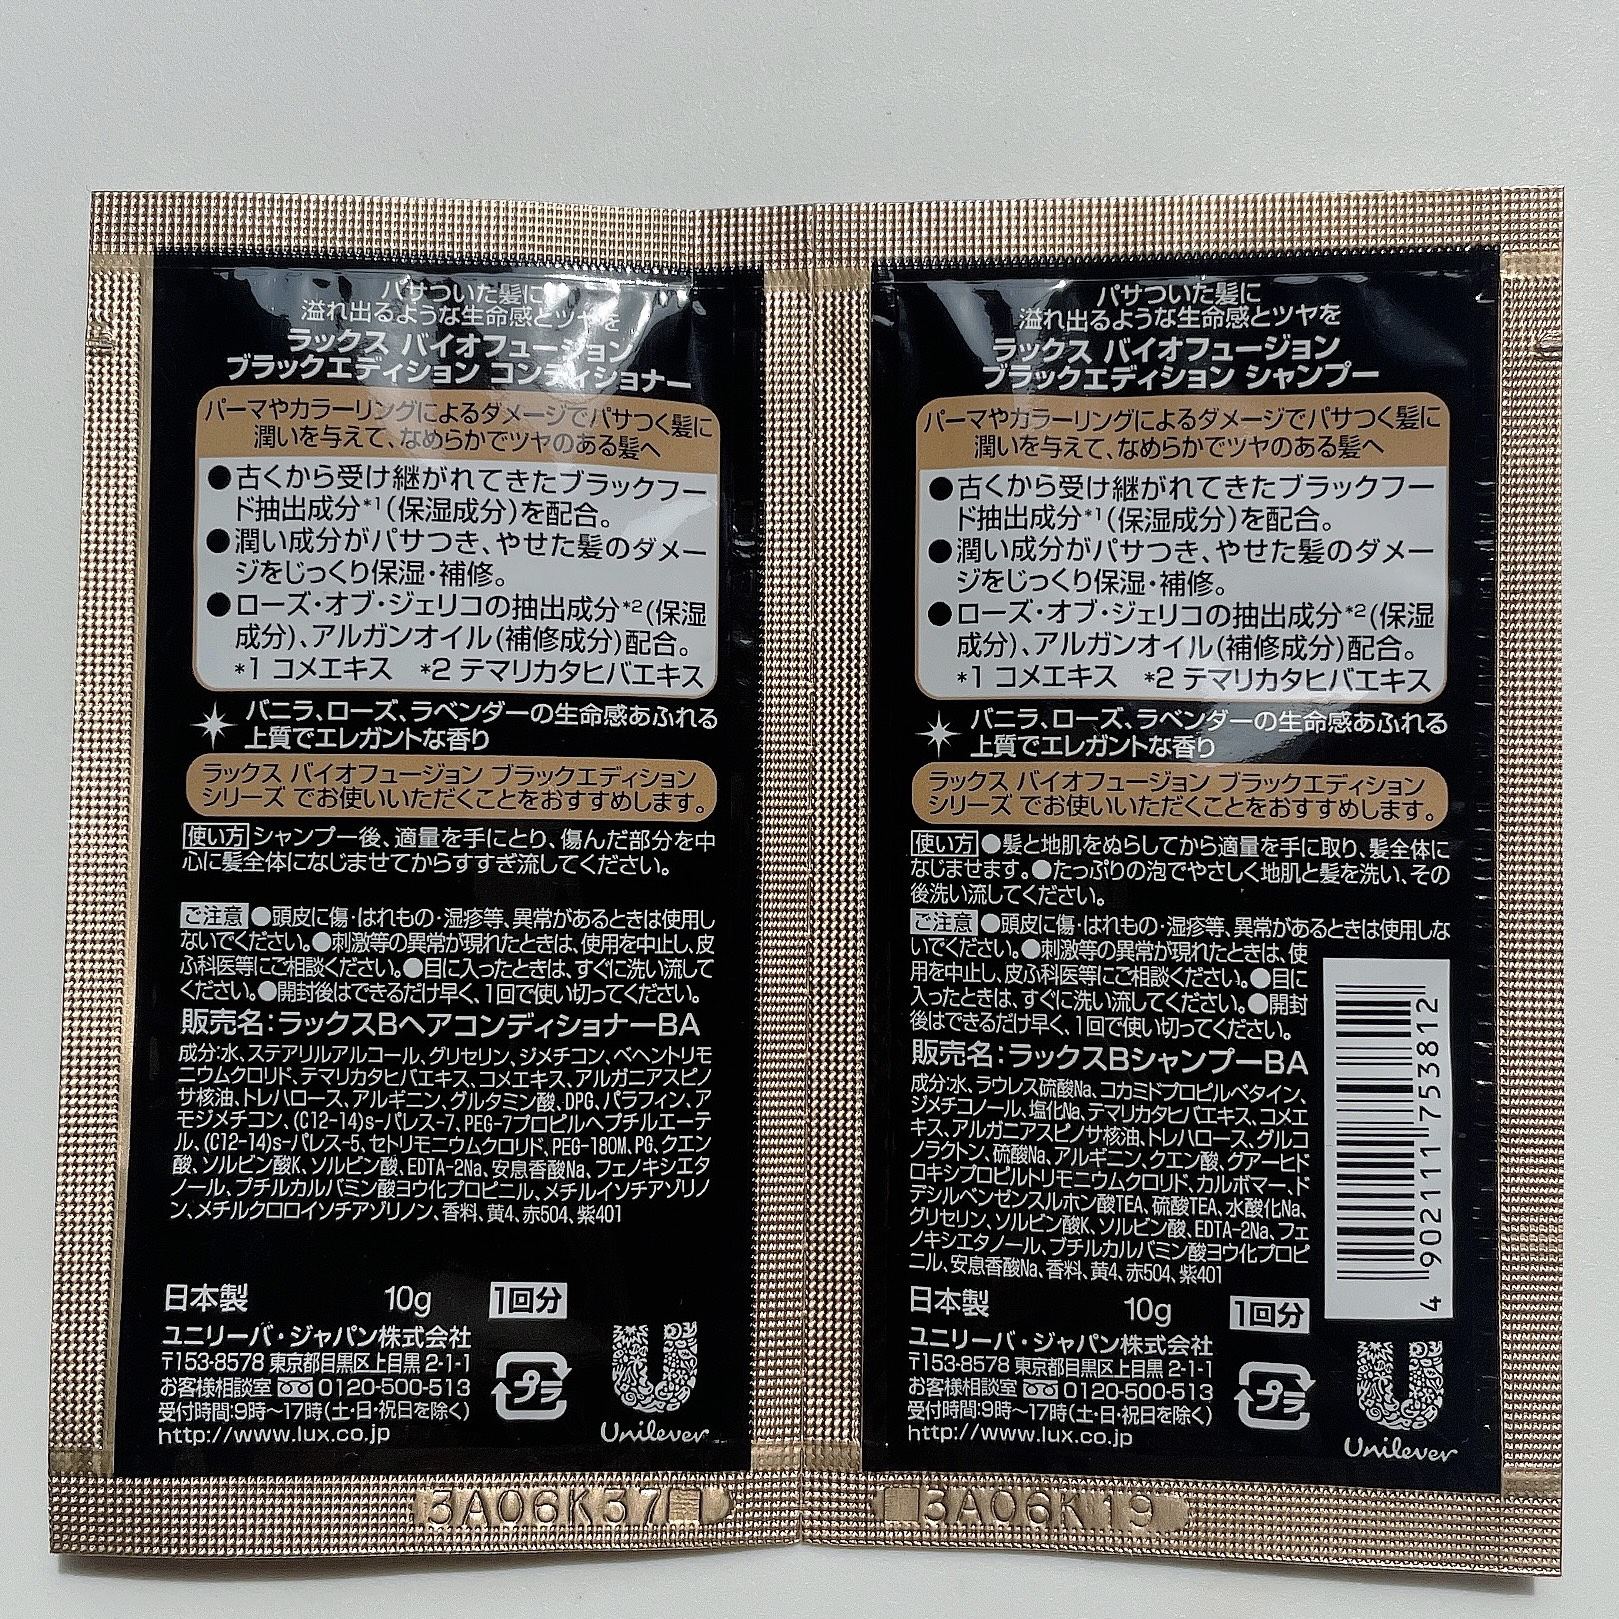 パサついた髪に
溢れ出るような生命感とツヤを
ラックス バイオフュージョン
ブラックエディション コンディショナー
パーマやカラーリングによるダメージでパサつく髪に
潤いを与えて、なめらかでツヤのある髪へ
●古くから受け継がれてきたブラックフー
ド抽出成分*1(保湿成分)を配合。
●潤い成分がパサつき、やせた髪のダメー
ジをじっくり保湿・補修。
●ローズ・オブ・ジェリコの抽出成分*2(保湿
成分)、アルガンオイル(補修成分)配合。
*1 コメエキス *2 テマリカタヒバエキス
バニラ、ローズ、ラベンダーの生命感あふれる
上質でエレガントな香り
ラックス バイオフュージョン ブラックエディション
シリーズ でお使いいただくことをおすすめします。
使い方 シャンプー後、適量を手にとり、傷んだ部分を中
心に髪全体になじませてからすすぎ流してください。
ご注意 ●頭皮に傷・はれもの・湿疹等、異常があるときは使用し
ないでください。●刺激等の異常が現れたときは、使用を中止し、皮
ふ科医等にご相談ください。●目に入ったときは、すぐに洗い流して
ください。●開封後はできるだけ早く、1回で使い切ってください。
販売名：ラックスBヘアコンディショナーBA
成分:水、ステアリルアルコール、グリセリン、ジメチコン、ベヘントリモ
ニウムクロリド、テマリカタヒバエキス、コメエキス、アルガニアスピノ
サ核油、トレハロース、アルギニン、グルタミン酸、DPG、パラフィン、ア
モジメチコン、(C12-14)s-パレス-7、PEG-7プロピルヘプチルエーテ
ル、(C12-14)s-パレス-5、セトリモニウムクロリド、PEG-180M、PG、クエン
酸、ソルビン酸K、ソルビン酸、EDTA-2Na、安息香酸Na、フェノキシエタ
ノール、ブチルカルバミン酸ヨウ化プロピニル、メチルイソチアゾリノ
ン、メチルクロロイソチアゾリノン、香料、黄4、赤504、紫401
日本製 10g 1回分
ユニリーバ・ジャパン株式会社
〒153-8578 東京都目黒区上目黒 2-1-1
お客様相談室 0120-500-513
受付時間:9時〜17時(土・日・祝日を除く)
http://www.lux.co.jp
プラ
Unilever
3A06K37
パサついた髪に
溢れ出るような生命感とツヤを
ラックス バイオフュージョン
ブラックエディション シャンプー
パーマやカラーリングによるダメージでパサつく髪に
潤いを与えて、なめらかでツヤのある髪へ
●古くから受け継がれてきたブラックフー
ド抽出成分*1(保湿成分)を配合。
●潤い成分がパサつき、やせた髪のダメー
ジをじっくり保湿・補修。
●ローズ・オブ・ジェリコの抽出成分*2(保湿
成分)、アルガンオイル(補修成分)配合。
*1 コメエキス *2 テマリカタヒバエキス
バニラ、ローズ、ラベンダーの生命感あふれる
上質でエレガントな香り
ラックス バイオフュージョン ブラックエディション
シリーズ でお使いいただくことをおすすめします。
使い方 ●髪と地肌をぬらしてから適量を手に取り、髪全体に
なじませます。●たっぷりの泡でやさしく地肌と髪を洗い、その
後洗い流してください。
ご注意 ●頭皮に傷・はれもの・湿疹等、異常があるときは使用しな
いでください。●刺激等の異常が現れたときは、使
用を中止し、皮ふ科医等にご相談ください。●目に
入ったときは、すぐに洗い流してください。●開封
後はできるだけ早く、1回で使い切ってください。
販売名：ラックスBシャンプーBA
成分:水、ラウレス硫酸Na、コカミドプロピルベタイン、
ジメチコノール、塩化Na、テマリカタヒバエキス、コメエ
キス、アルガニアスピノサ核油、トレハロース、グルコ
ノラクトン、硫酸Na、アルギニン、クエン酸、グアーヒド
ロキシプロピルトリモニウムクロリド、カルボマー、ド
デシルベンゼンスルホン酸TEA、硫酸TEA、水酸化Na、
グリセリン、ソルビン酸K、ソルビン酸、EDTA-2Na、フェ
ノキシエタノール、ブチルカルバミン酸ヨウ化プロピ
ニル、安息香酸Na、香料、黄4、赤504、紫401
4 902111 753812
日本製 10g 1回分
ユニリーバ・ジャパン株式会社
〒153-8578 東京都目黒区上目黒 2-1-1
お客様相談室 0120-500-513
受付時間:9時〜17時(土・日・祝日を除く)
http://www.lux.co.jp
プラ
Unilever
3A06K19